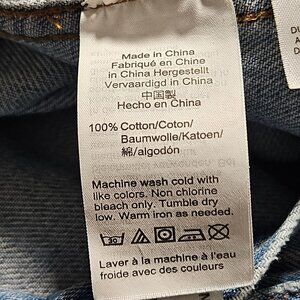 Made in China
Fabriqué en Chine
in China Hergestellt
Vervaardigd in China
中国製
Hecho en China
100% Cotton/Coton/
Baumwolle/Katoen/
綿/algodón
Machine wash cold with
like colors. Non chlorine
bleach only. Tumble dry
low. Warm iron as needed.
30
Laver à la machine à l'eau
froide avec des couleurs